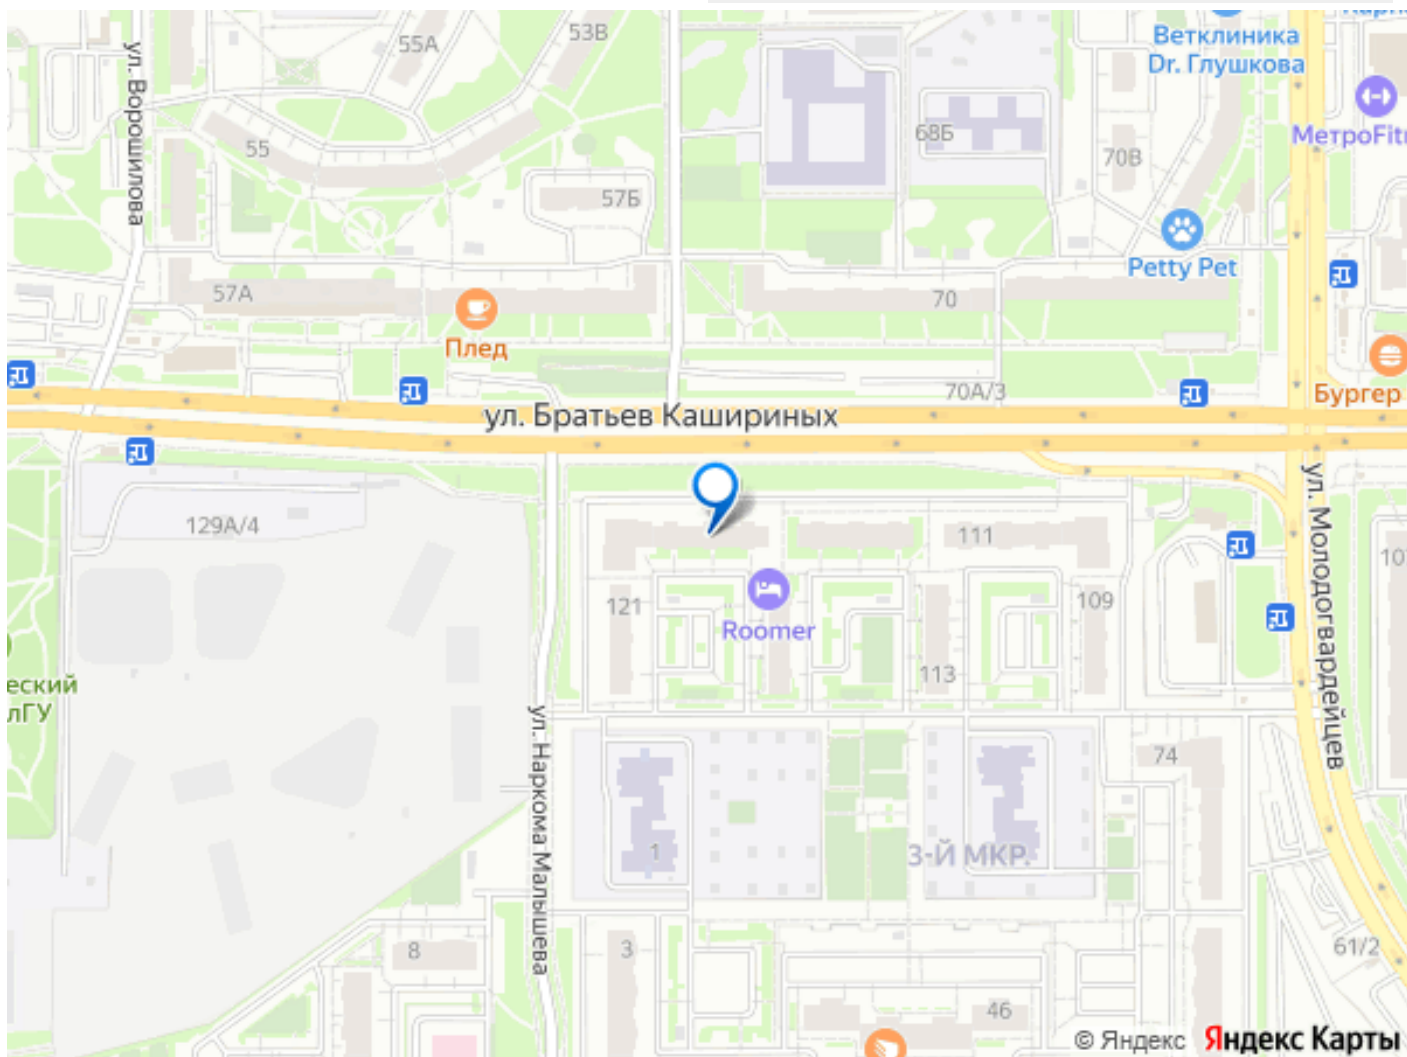 55А
53В
ул. Ворошилова
Ветклиника
Dr. Глушкова
55
68Б
70В
57Б
Petty Pet
57А
70
Плед
70А/3
Бургер
ул. Братьев Кашириных
129А/4
111
ул. Молодогвардейцев
121
Roomer
109
113
еский
лГУ
ул. Наркома Малышева
74
1
3-Й МКР.
8
3
61/2
46
© Яндекс Яндекс Карты